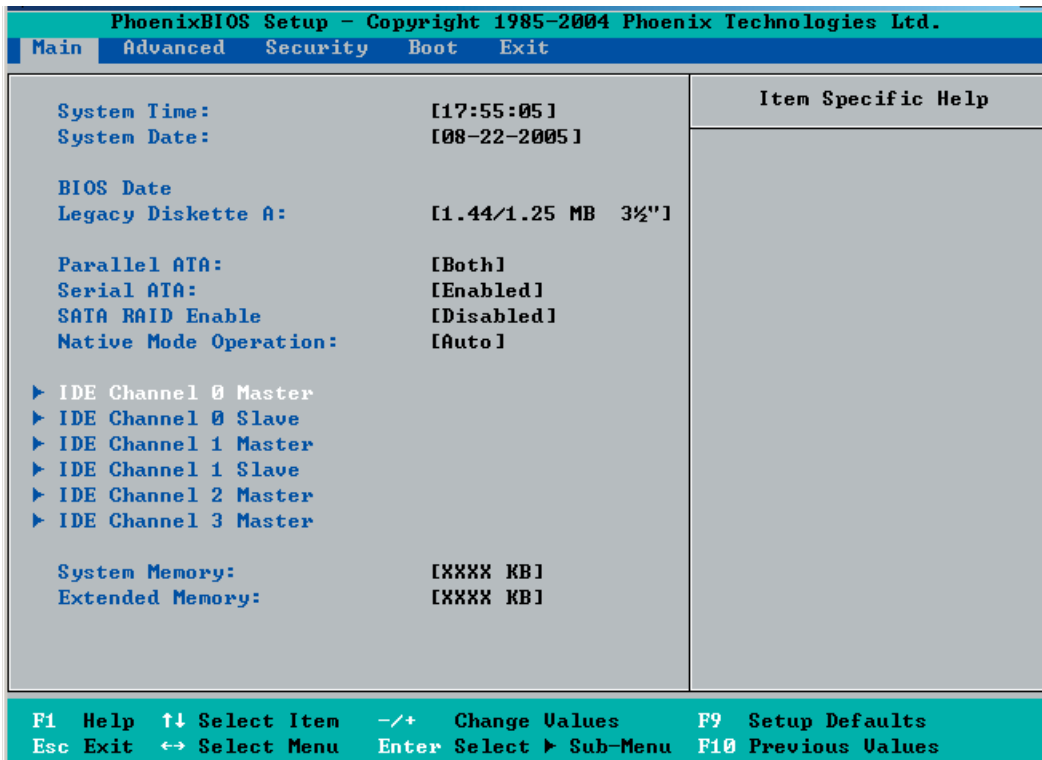 PhoenixBIOS Setup - Copyright 1985-2004 Phoenix Technologies Ltd.
Main Advanced Security Boot Exit
Item Specific Help
System Time: [17:55:05]
System Date: [08-22-2005]
BIOS Date
Legacy Diskette A: [1.44/1.25 MB 3½"]
Parallel ATA: [Both]
Serial ATA: [Enabled]
SATA RAID Enable [Disabled]
Native Mode Operation: [Auto]
▶ IDE Channel 0 Master
▶ IDE Channel 0 Slave
▶ IDE Channel 1 Master
▶ IDE Channel 1 Slave
▶ IDE Channel 2 Master
▶ IDE Channel 3 Master
System Memory: [XXXX KB]
Extended Memory: [XXXX KB]
F1 Help ↑↓ Select Item -/+ Change Values F9 Setup Defaults
Esc Exit ↔ Select Menu Enter Select ▶ Sub-Menu F10 Previous Values